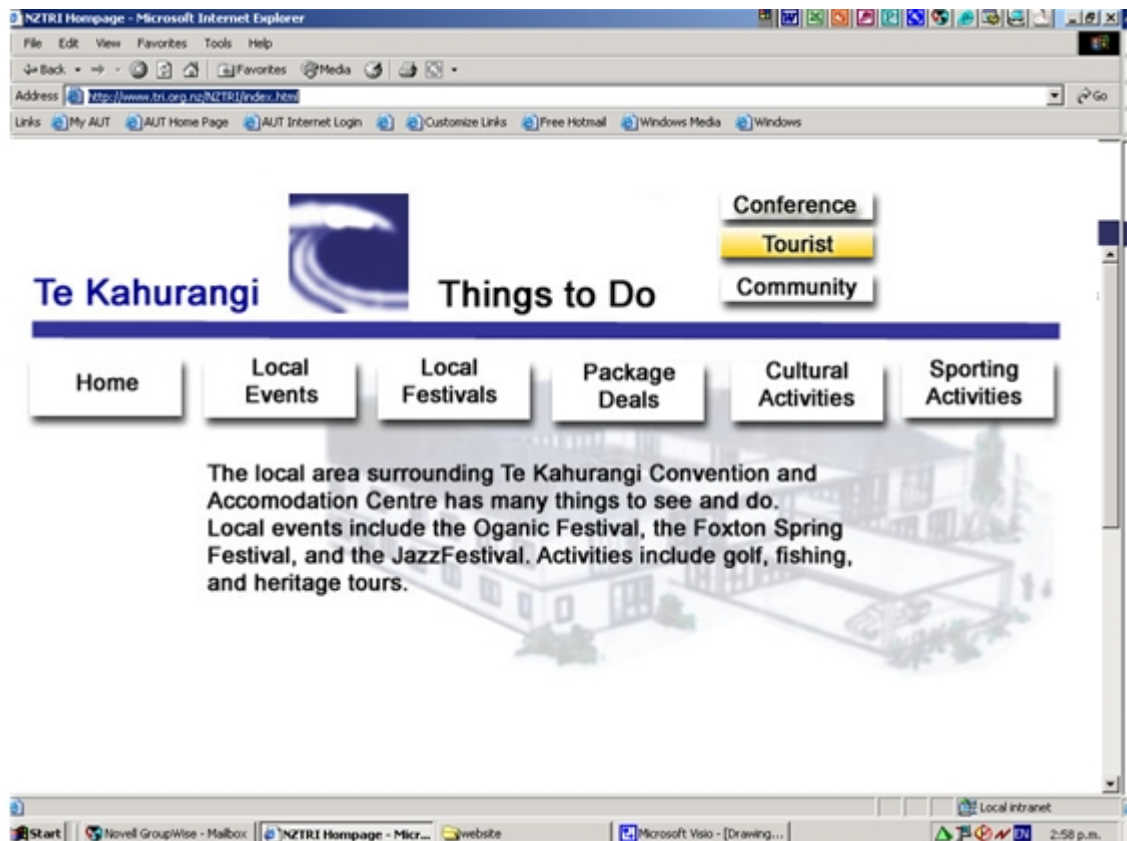 NZTRI Hompage - Microsoft Internet Explorer
File Edit View Favorites Tools Help
Back Favorites Media
Address http://www.tri.org.nz/NZTRI/index.html Go
Links My AUT AUT Home Page AUT Internet Login Customize Links Free Hotmail Windows Media Windows
Conference
Tourist
Te Kahurangi Things to Do Community
Home
Local
Events
Local
Festivals
Package
Deals
Cultural
Activities
Sporting
Activities
The local area surrounding Te Kahurangi Convention and
Accomodation Centre has many things to see and do.
Local events include the Oganic Festival, the Foxton Spring
Festival, and the JazzFestival. Activities include golf, fishing,
and heritage tours.
Local intranet
Start Novell GroupWise - Mailbox NZTRI Hompage - Micr... website Microsoft Visio - [Drawing... EN 2:58 p.m.